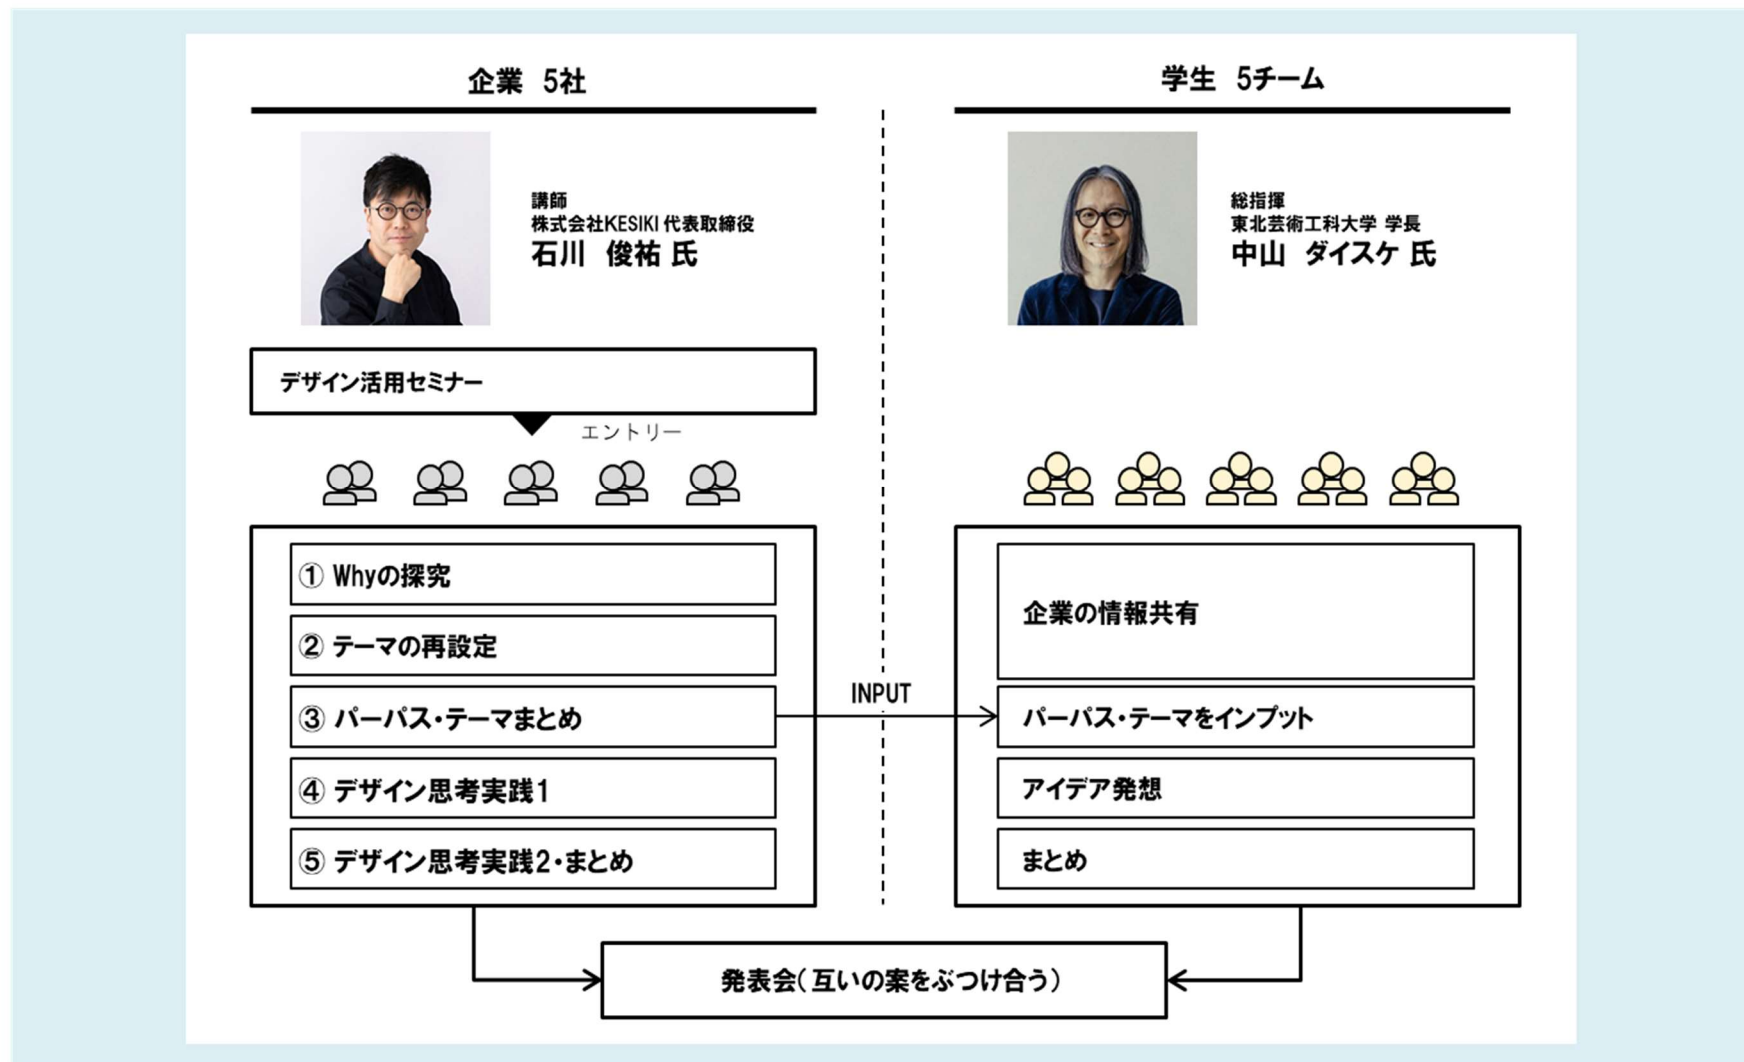 企業 5社
講師
株式会社KESIKI 代表取締役
石川 俊祐 氏
デザイン活用セミナー
エントリー
① Whyの探究
② テーマの再設定
③ パーパス・テーマまとめ
④ デザイン思考実践1
⑤ デザイン思考実践2・まとめ
INPUT
学生 5チーム
総指揮
東北芸術工科大学 学長
中山 ダイスケ 氏
企業の情報共有
パーパス・テーマをインプット
アイデア発想
まとめ
発表会(互いの案をぶつけ合う)